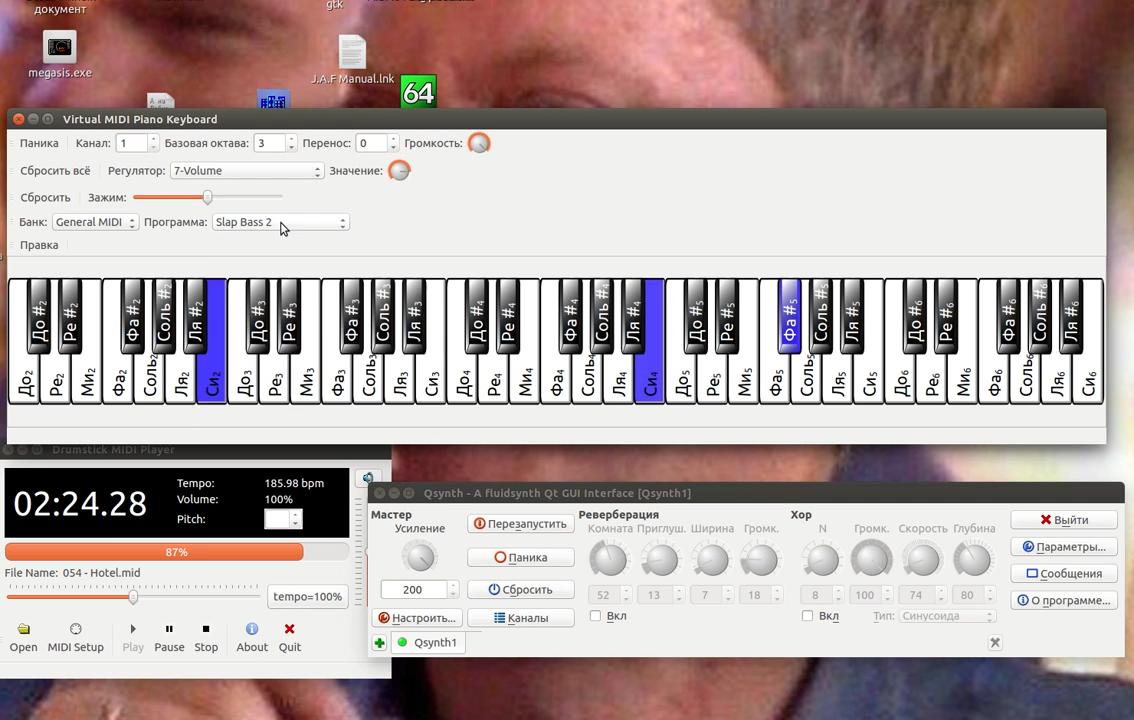 документ
gtk
megasis.exe
J.A.F Manual.lnk
64
Virtual MIDI Piano Keyboard
Паника Канал: 1 Базовая октава: 3 Перенос: 0 Громкость:
Сбросить всё Регулятор: 7-Volume Значение:
Сбросить Зажим:
Банк: General MIDI Программа: Slap Bass 2
Правка
До #2 Ре #2 Фа #2 Соль #2 Ля #2 До #3 Ре #3 Фа #3 Соль #3 Ля #3 До #4 Ре #4 Фа #4 Соль #4 Ля #4 До #5 Ре #5 Фа #5 Соль #5 Ля #5 До #6 Ре #6 Фа #6 Соль #6 Ля #6
До2 Ре2 Ми2 Фа2 Соль2 Ля2 Си2 До3 Ре3 Ми3 Фа3 Соль3 Ля3 Си3 До4 Ре4 Ми4 Фа4 Соль4 Ля4 Си4 До5 Ре5 Ми5 Фа5 Соль5 Ля5 Си5 До6 Ре6 Ми6 Фа6 Соль6 Ля6 Си6
Drumstick MIDI Player
02:24.28
Tempo: 185.98 bpm
Volume: 100%
Pitch:
87%
File Name: 054 - Hotel.mid
tempo=100%
Open MIDI Setup Play Pause Stop About Quit
Qsynth - A fluidsynth Qt GUI Interface [Qsynth1]
Мастер
Усиление
200
Настроить...
Перезапустить
Паника
Сбросить
Каналы
Реверберация
Комната Приглуш. Ширина Громк.
52 13 7 18
Вкл
Хор
N Громк. Скорость Глубина
8 100 74 80
Вкл Тип: Синусоида
Выйти
Параметры...
Сообщения
О программе...
Qsynth1